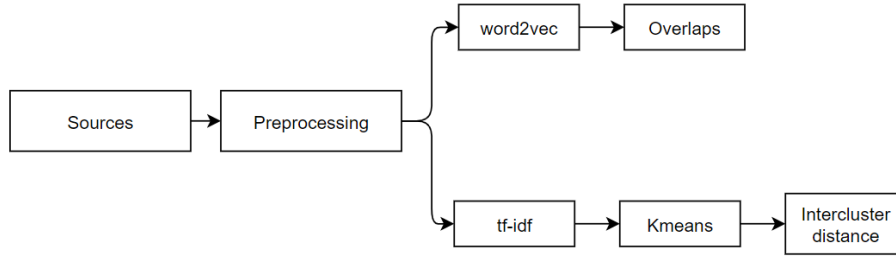 word2vec
Overlaps
Sources
Preprocessing
tf-idf
Kmeans
Intercluster
distance